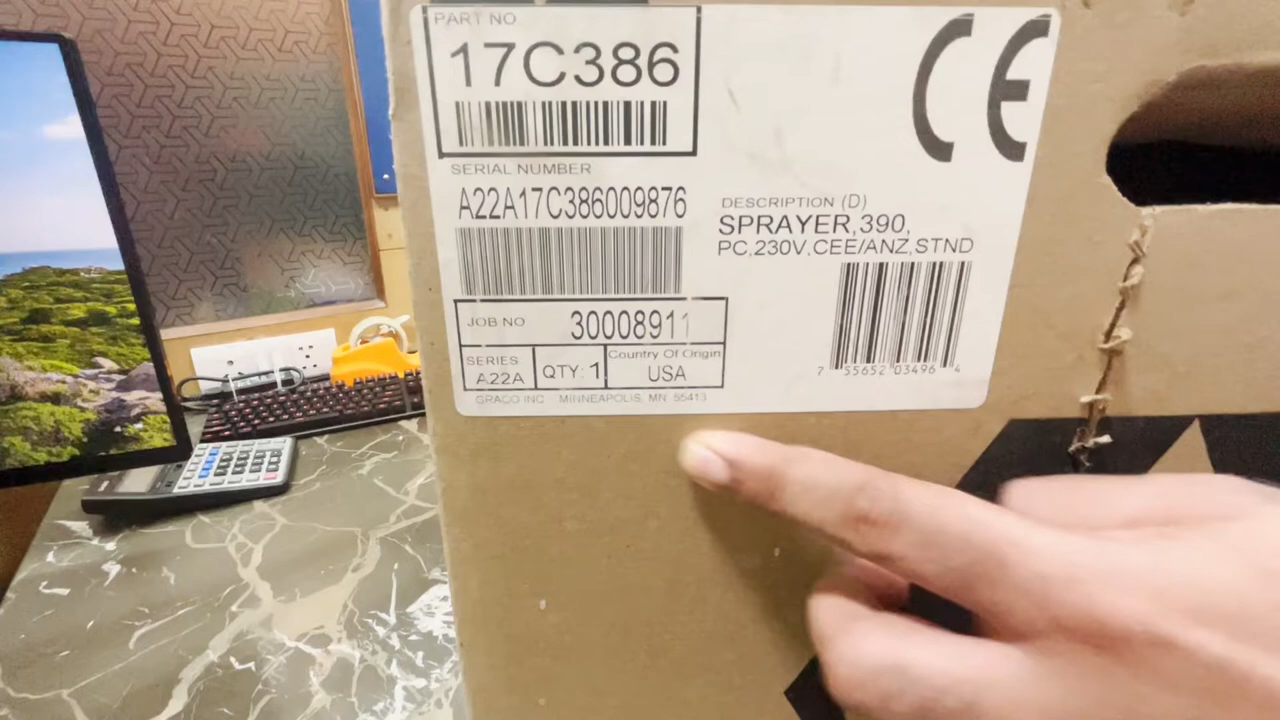 PART NO
17C386
CE
SERIAL NUMBER
A22A17C386009876
DESCRIPTION (D)
SPRAYER,390,
PC,230V,CEE/ANZ,STND
JOB NO 30008911
SERIES
A22A
QTY: 1
Country Of Origin
USA
7 55652 03496 4
GRACO INC MINNEAPOLIS, MN 55413